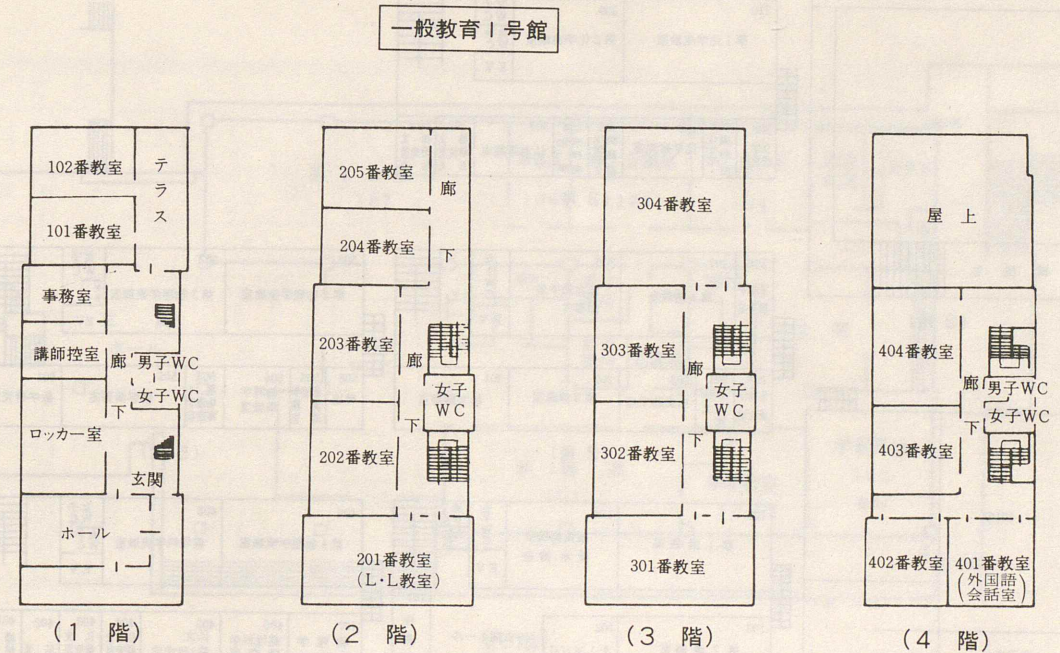 一般教育Ⅰ号館
102番教室
テラス
101番教室
事務室
講師控室
廊下
男子WC
女子WC
ロッカー室
玄関
ホール
(1 階)
205番教室
廊下
204番教室
203番教室
廊下
女子
WC
202番教室
201番教室
(L・L教室)
(2 階)
304番教室
303番教室
廊下
女子
WC
302番教室
301番教室
(3 階)
屋上
404番教室
廊下
男子WC
女子WC
403番教室
402番教室
401番教室
(外国語
会話室)
(4 階)